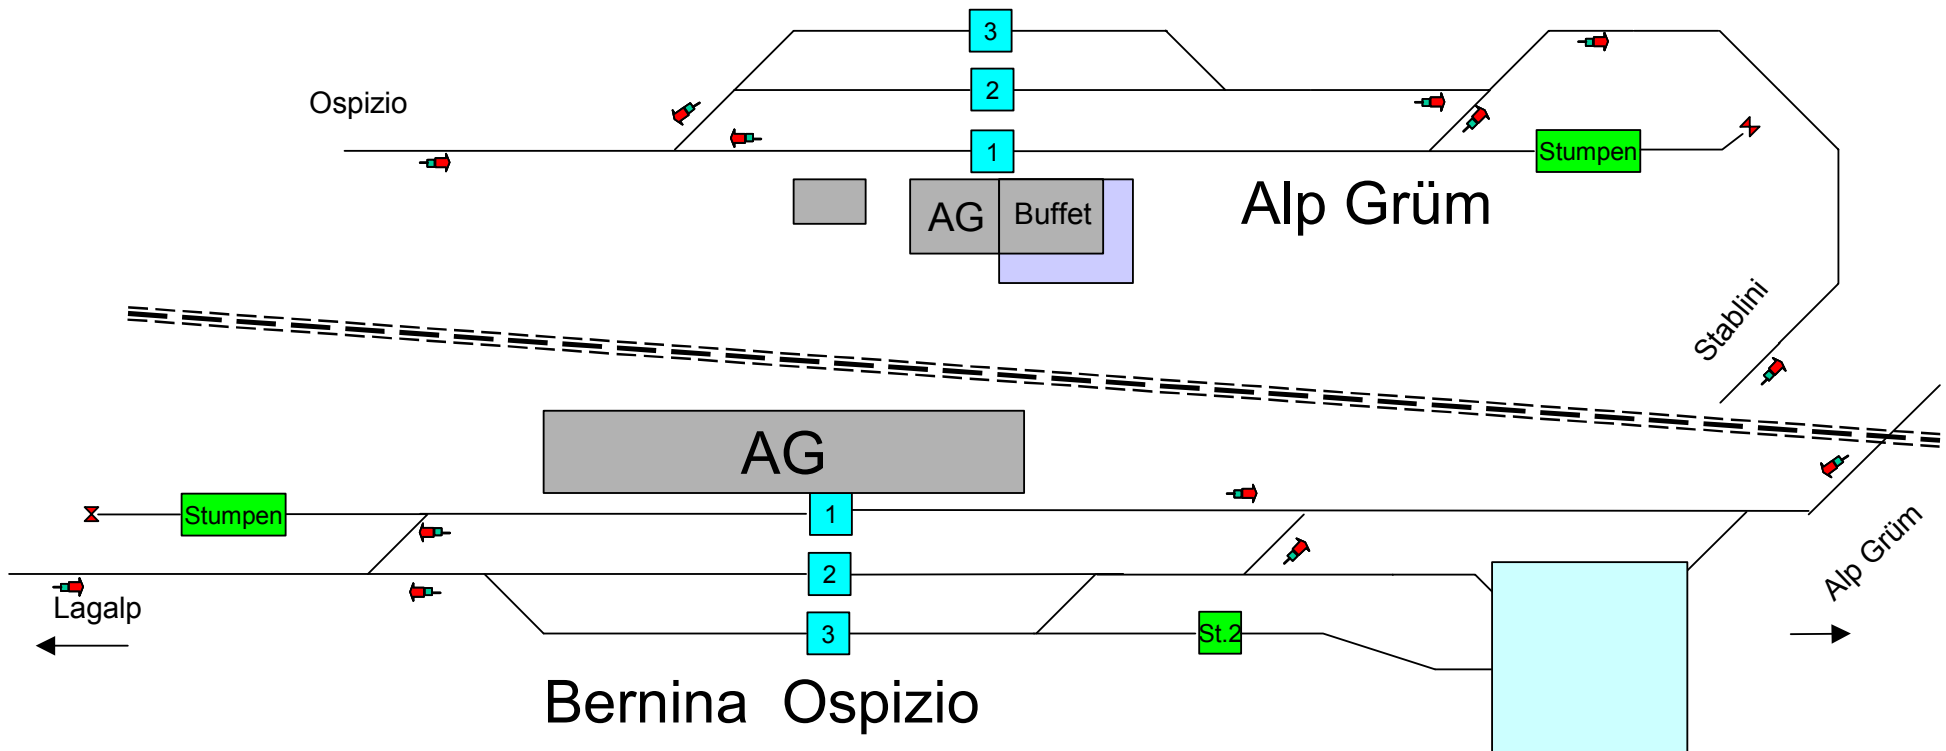 3
Ospizio
2
1
Stumpen
AG
Buffet
Alp Grüm
Stablini
AG
Stumpen
1
2
Lagalp
3
St.2
Alp Grüm
Bernina Ospizio